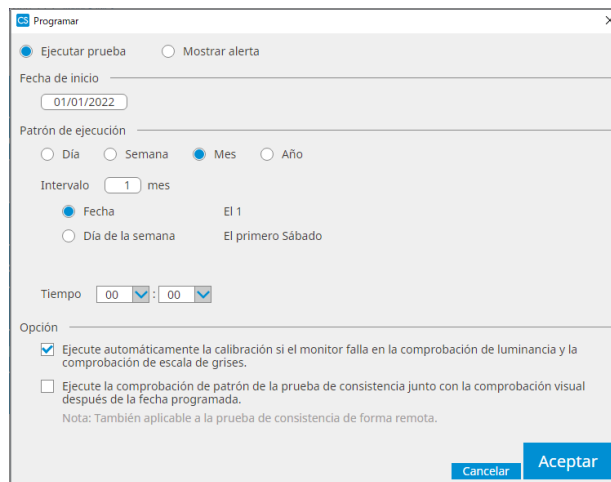 CS Programar
Ejecutar prueba Mostrar alerta
Fecha de inicio
01/01/2022
Patrón de ejecución
Día Semana Mes Año
Intervalo 1 mes
Fecha El 1
Día de la semana El primero Sábado
Tiempo 00 : 00
Opción
Ejecute automáticamente la calibración si el monitor falla en la comprobación de luminancia y la
comprobación de escala de grises.
Ejecute la comprobación de patrón de la prueba de consistencia junto con la comprobación visual
después de la fecha programada.
Nota: También aplicable a la prueba de consistencia de forma remota.
Cancelar Aceptar